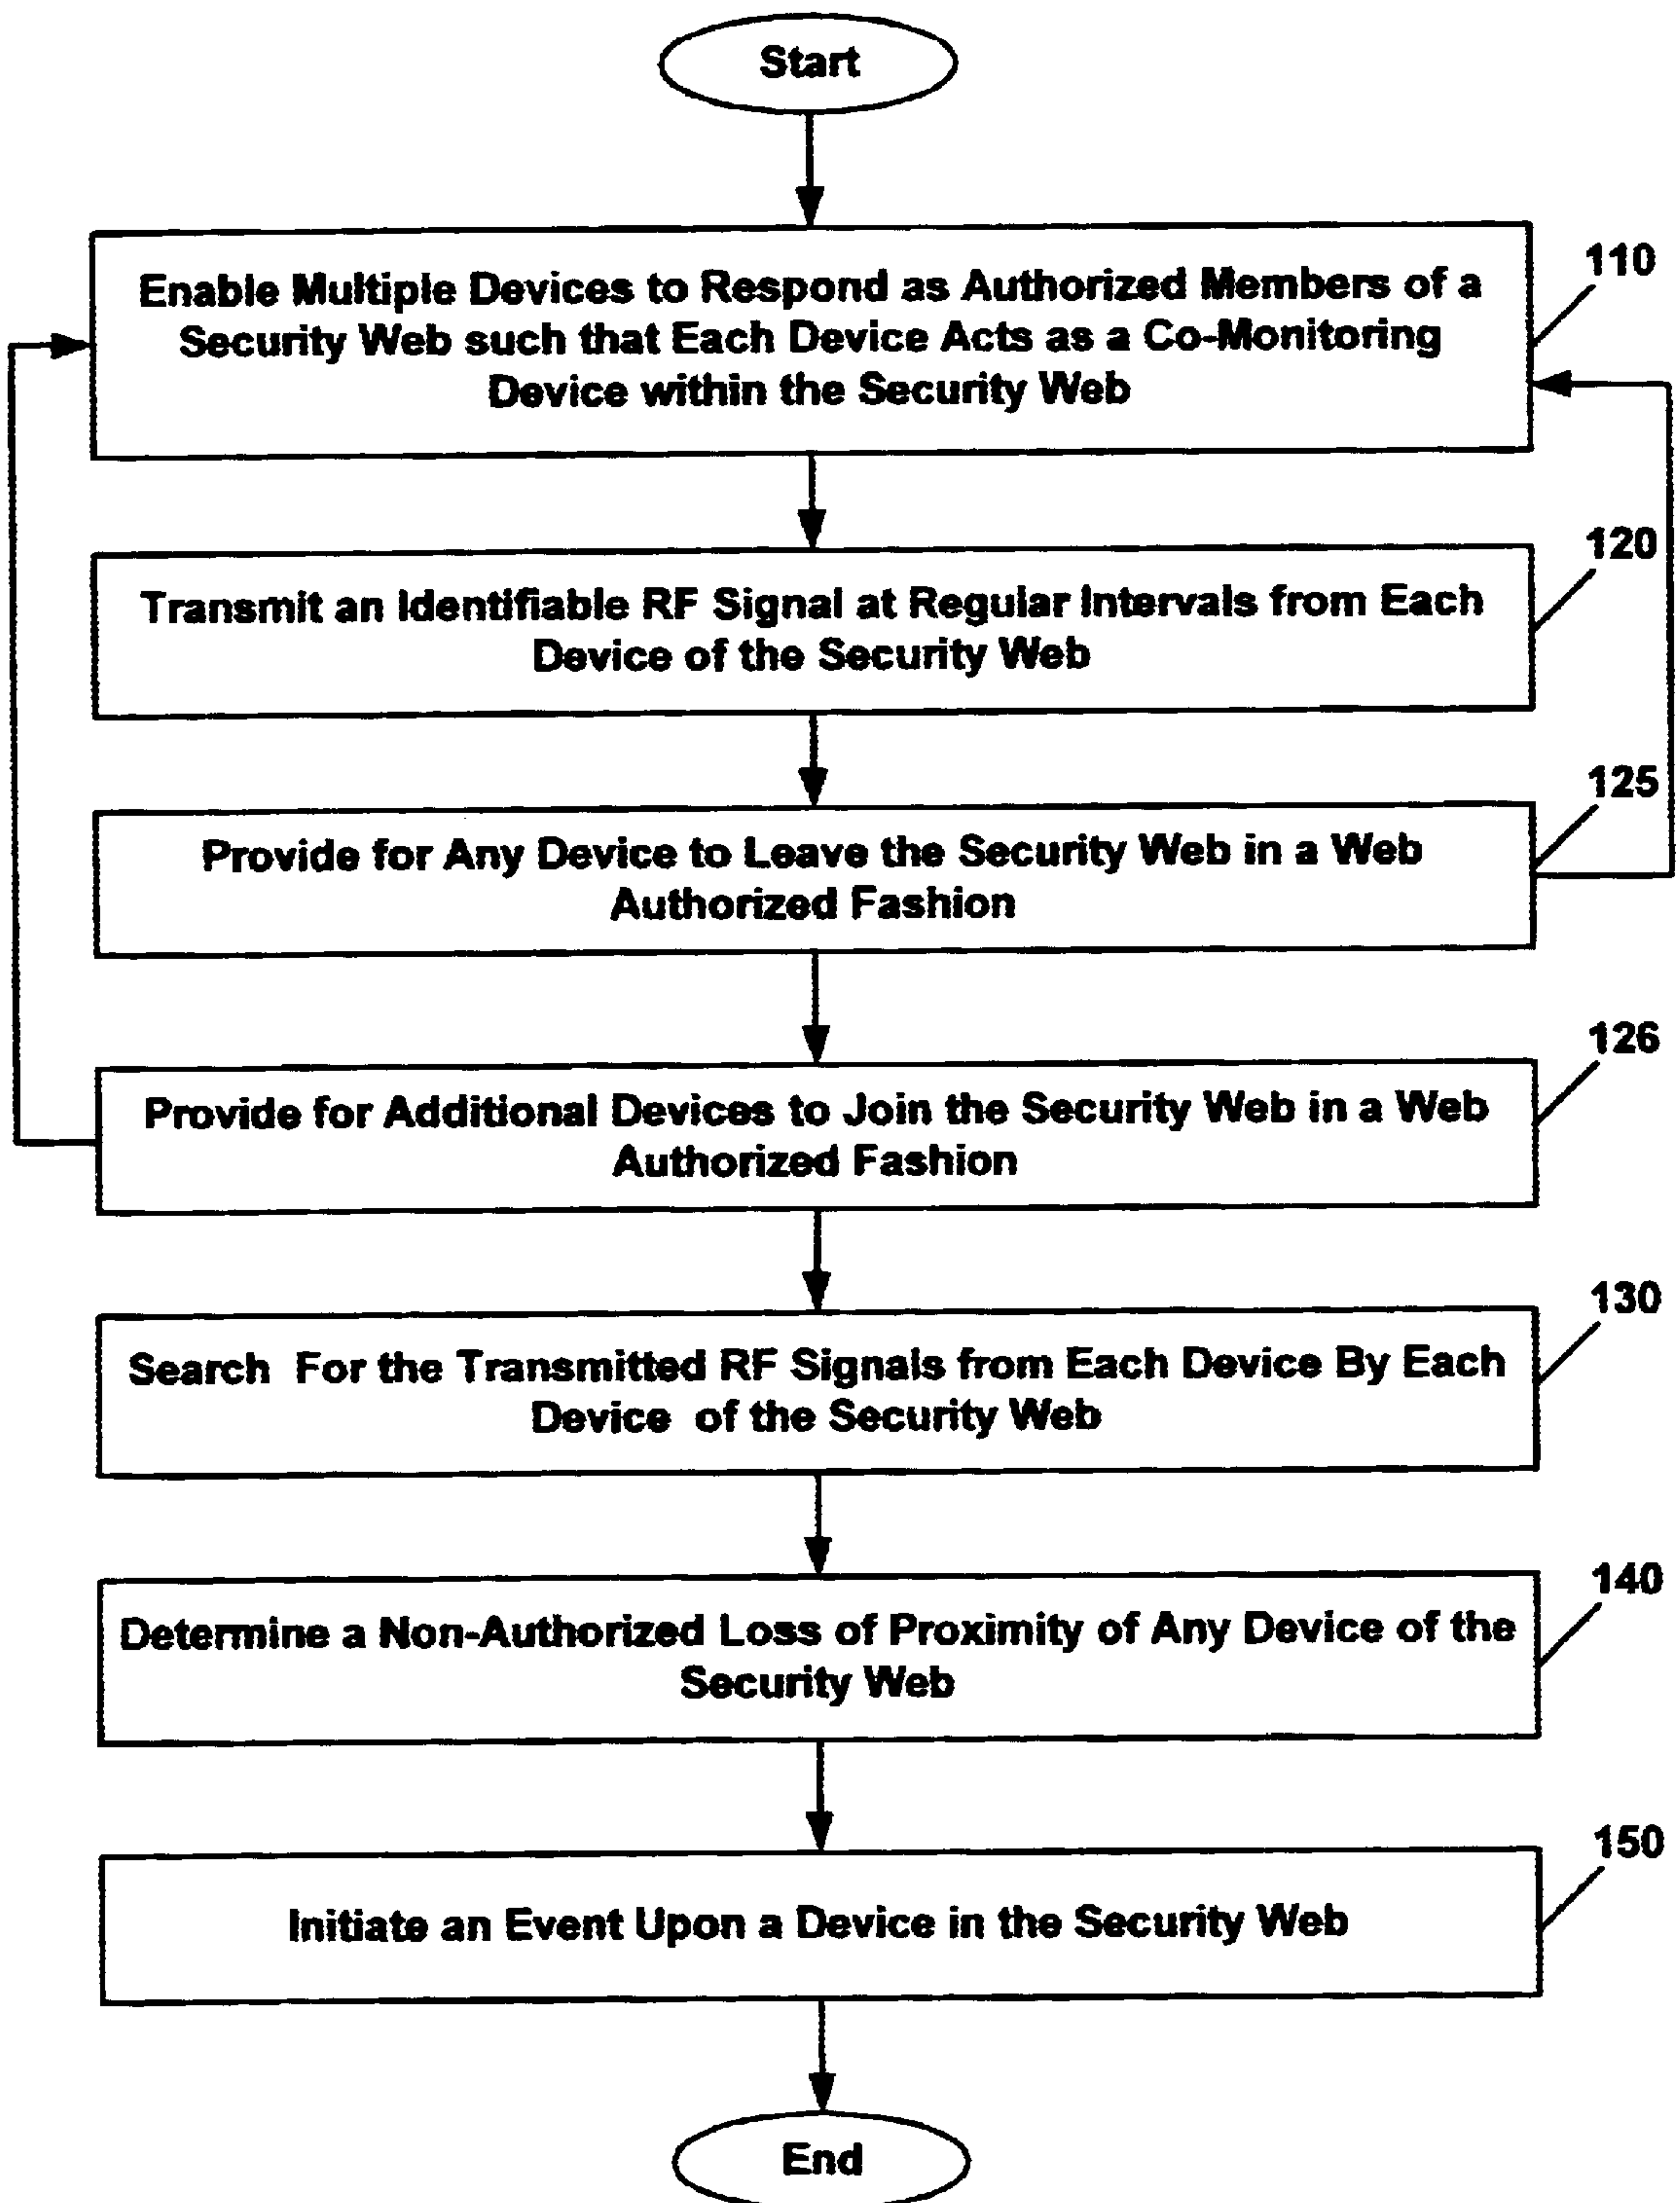 Start
Enable Multiple Devices to Respond as Authorized Members of a
Security Web such that Each Device Acts as a Co-Monitoring
Device within the Security Web
110
Transmit an Identifiable RF Signal at Regular Intervals from Each
Device of the Security Web
120
Provide for Any Device to Leave the Security Web in a Web
Authorized Fashion
125
Provide for Additional Devices to Join the Security Web in a Web
Authorized Fashion
126
Search For the Transmitted RF Signals from Each Device By Each
Device of the Security Web
130
Determine a Non-Authorized Loss of Proximity of Any Device of the
Security Web
140
Initiate an Event Upon a Device in the Security Web
150
End